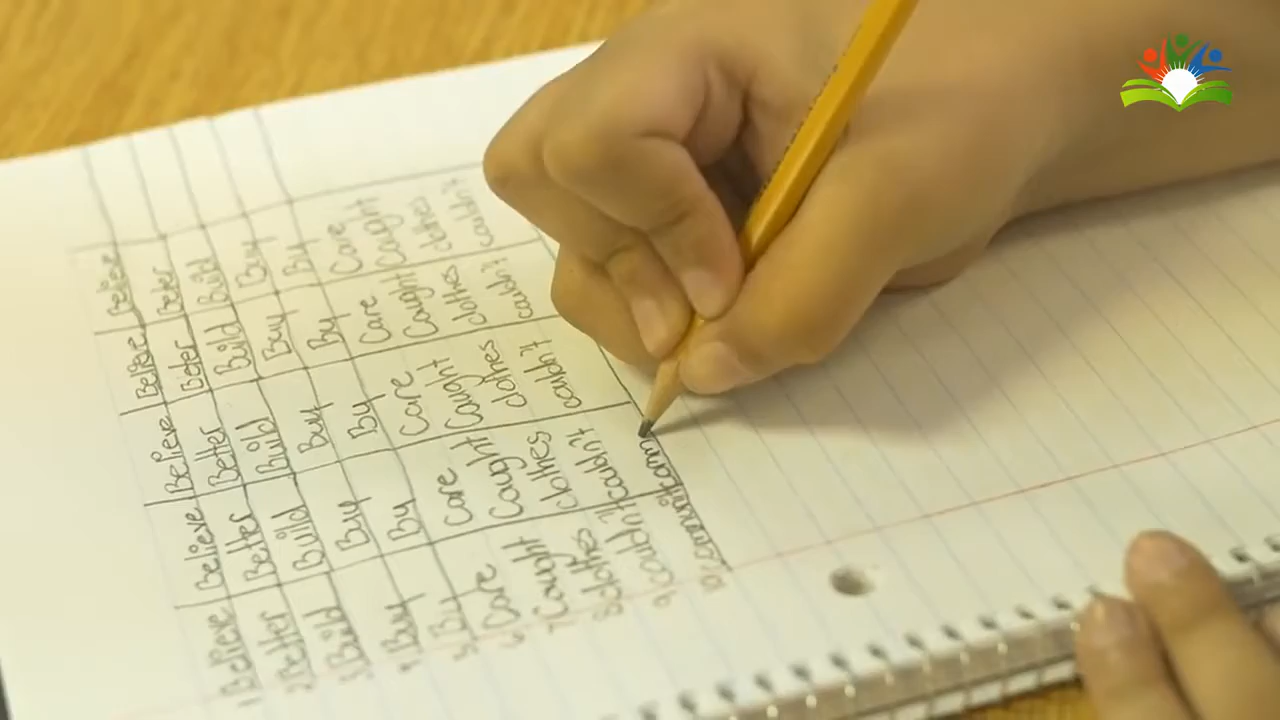 1 Believe Believe Believe Believe Believe
2 Better Better Better Beter Beter
3 Build Build Build Build Build
4 Buy Buy Buy Buy Buy
5 By By By By By
6 Care Care Care Care Care
7 Caught Caught Caught Caught Caught
8 clothes clothes clothes clothes clothes
9 couldn't couldn't couldn't couldn't couldn't
10 com